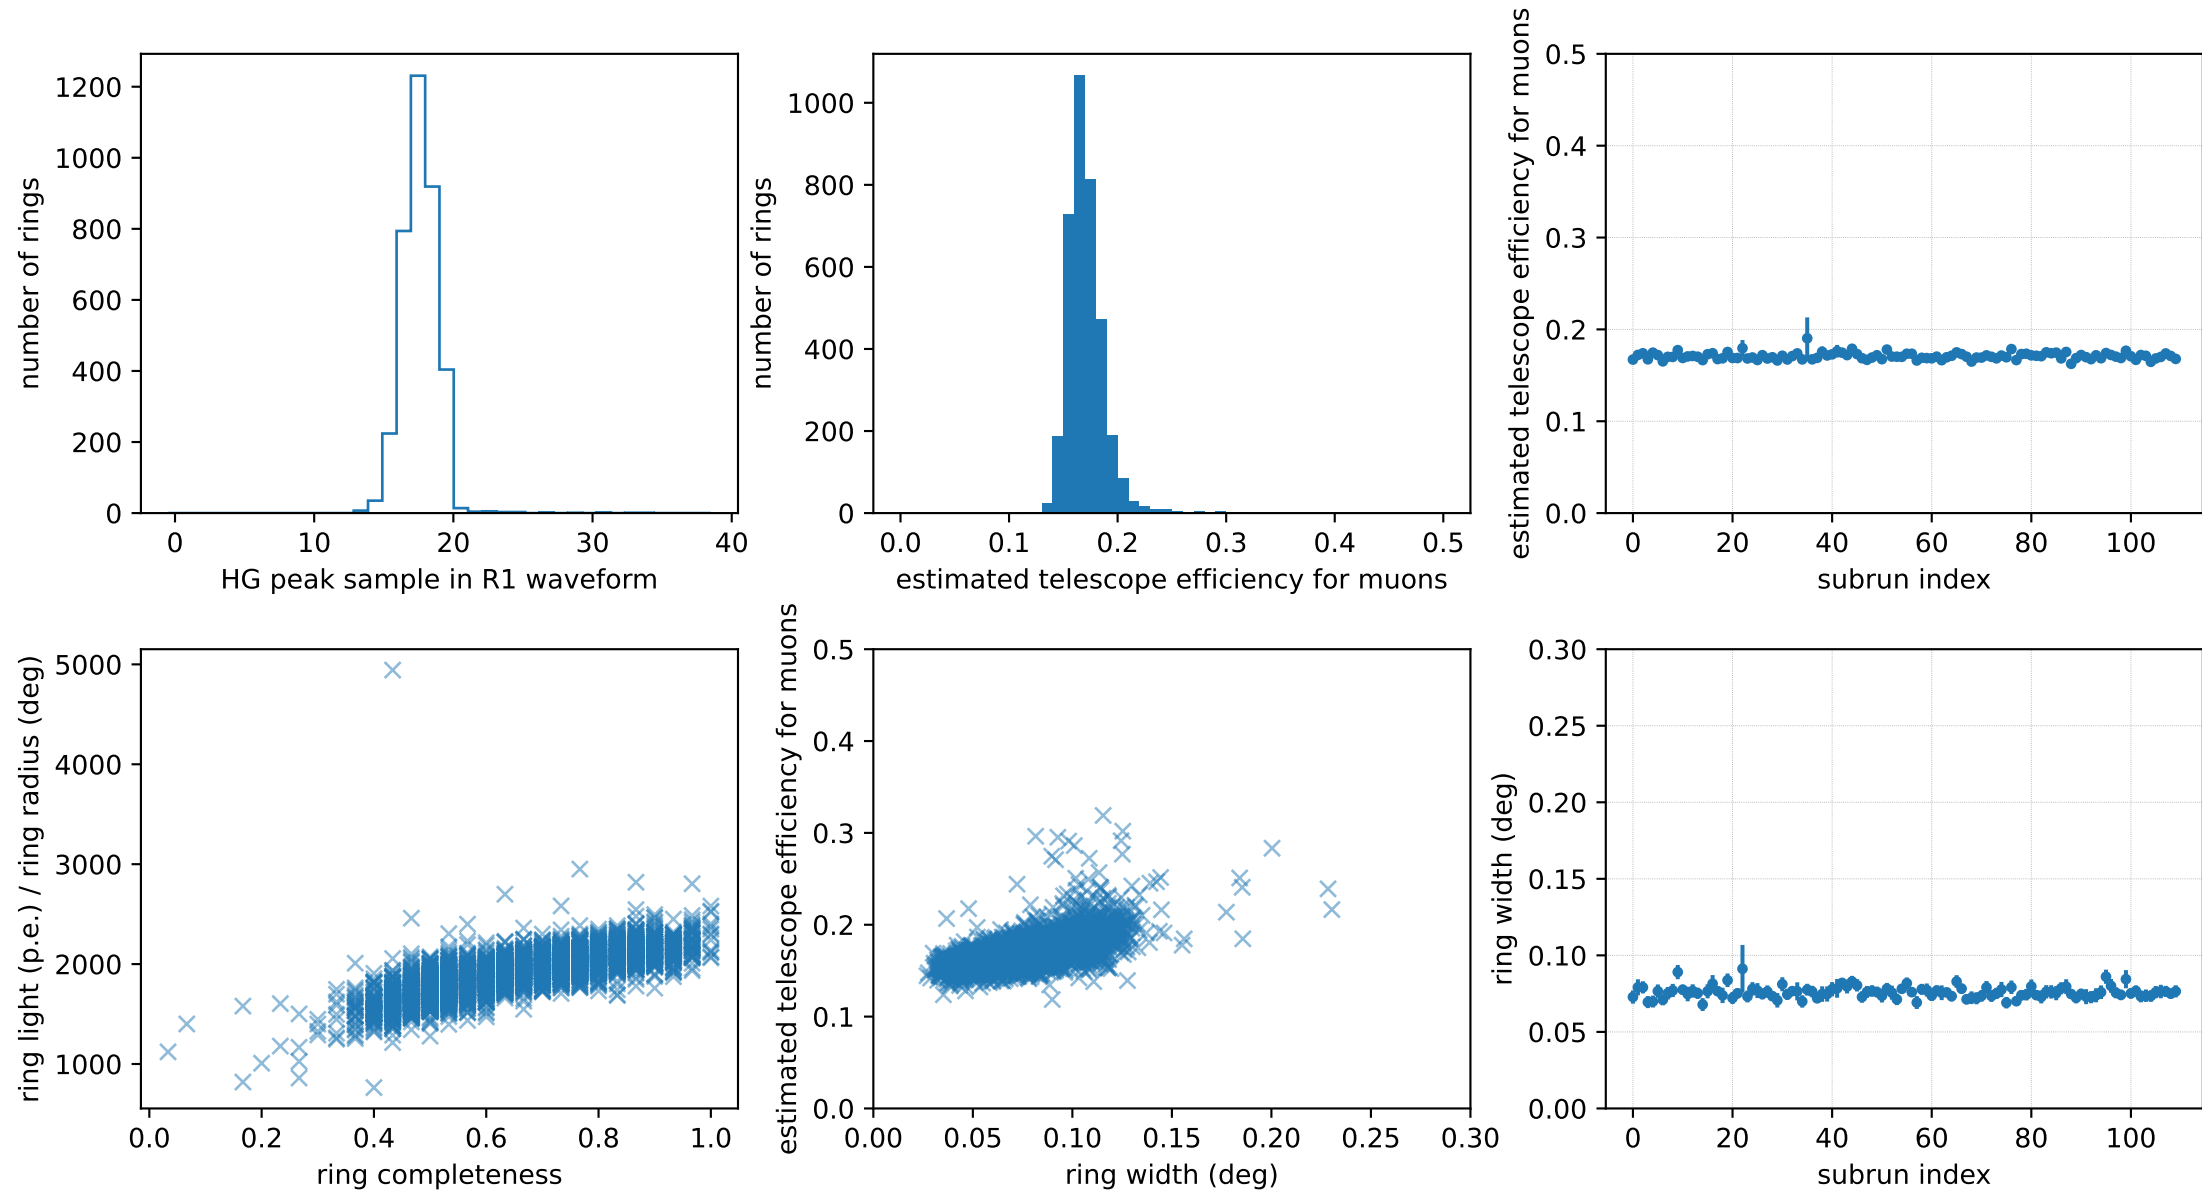 number of rings
1200
1000
800
600
400
200
0
0 10 20 30 40
HG peak sample in R1 waveform
number of rings
1000
800
600
400
200
0
0.0 0.1 0.2 0.3 0.4 0.5
estimated telescope efficiency for muons
estimated telescope efficiency for muons
0.5
0.4
0.3
0.2
0.1
0.0
0 20 40 60 80 100
subrun index
ring light (p.e.) / ring radius (deg)
5000
4000
3000
2000
1000
0.0 0.2 0.4 0.6 0.8 1.0
ring completeness
estimated telescope efficiency for muons
0.5
0.4
0.3
0.2
0.1
0.0
0.00 0.05 0.10 0.15 0.20 0.25 0.30
ring width (deg)
ring width (deg)
0.30
0.25
0.20
0.15
0.10
0.05
0.00
0 20 40 60 80 100
subrun index